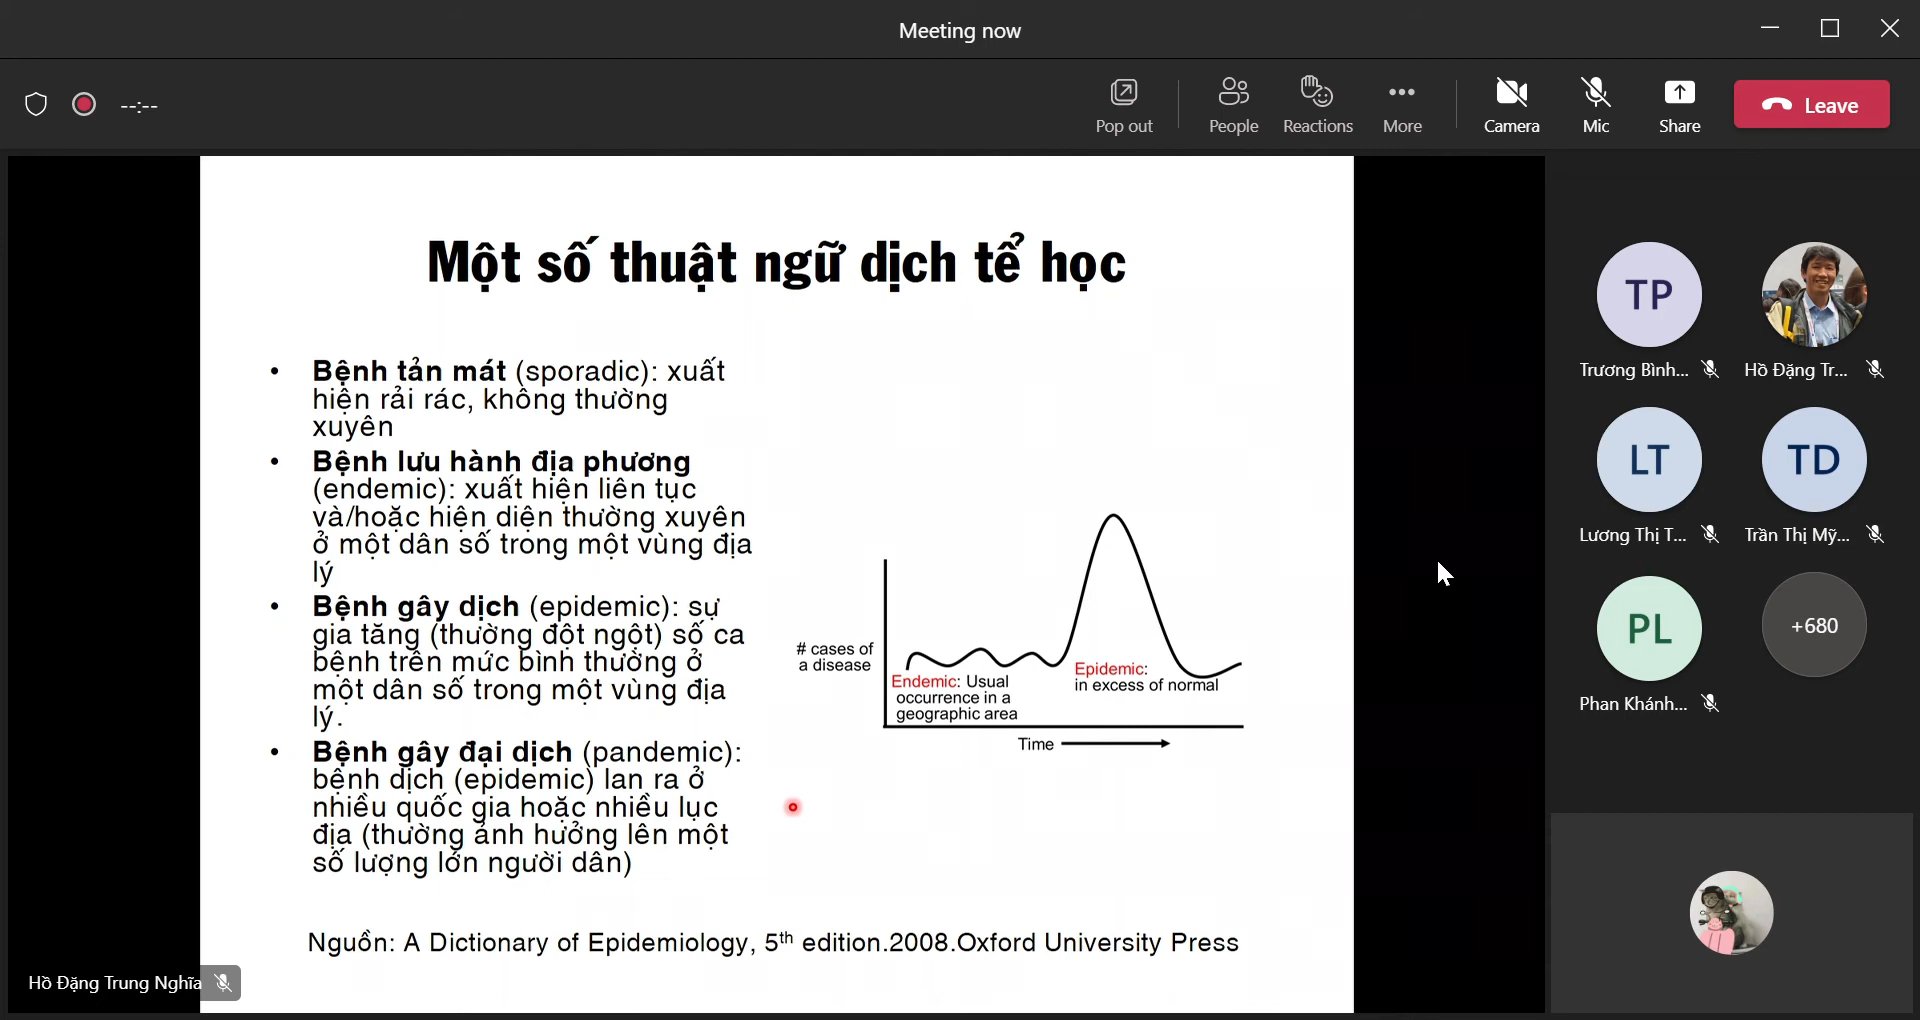 Meeting now
--:--
Pop out
People
Reactions
More
Camera
Mic
Share
Leave
Một số thuật ngữ dịch tể học
• Bệnh tản mát (sporadic): xuất
hiện rải rác, không thường
xuyên
• Bệnh lưu hành địa phương
(endemic): xuất hiện liên tục
và/hoặc hiện diện thường xuyên
ở một dân số trong một vùng địa
lý
• Bệnh gây dịch (epidemic): sự
gia tăng (thường đột ngột) số ca
bệnh trên mức bình thường ở
một dân số trong một vùng địa
lý.
• Bệnh gây đại dịch (pandemic):
bệnh dịch (epidemic) lan ra ở
nhiều quốc gia hoặc nhiều lục
địa (thường ảnh hưởng lên một
số lượng lớn người dân)
# cases of
a disease
Endemic: Usual
occurrence in a
geographic area
Epidemic:
in excess of normal
Time
Nguồn: A Dictionary of Epidemiology, 5th edition.2008.Oxford University Press
Hồ Đặng Trung Nghĩa
TP
Trương Bình...
Hồ Đặng Tr...
LT
Lương Thị T...
TD
Trần Thị Mỹ...
PL
Phan Khánh...
+680